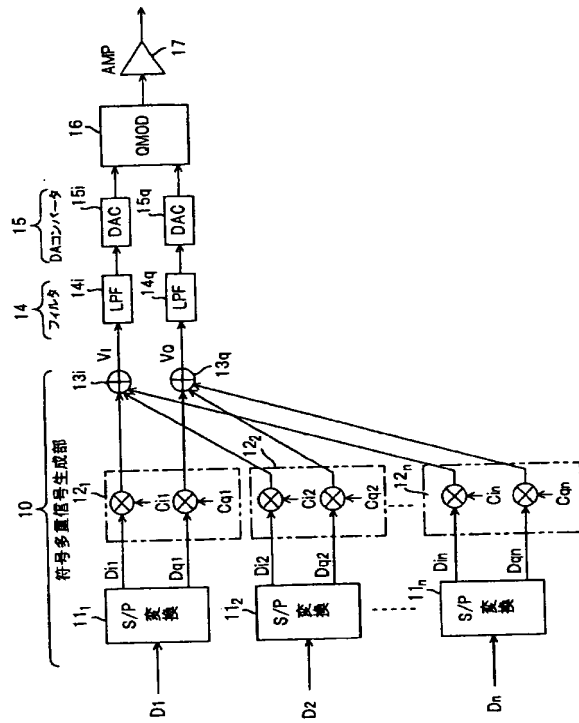 10
符号多重信号生成部
14
フィルタ
15
DAコンバータ
D1
11₁
S/P
変換
Di1
Dq1
12₁
Ci1
Cq1
13i
VI
14i
LPF
15i
DAC
16
QMOD
AMP
17
13q
VQ
14q
LPF
15q
DAC
D2
11₂
S/P
変換
Di2
Dq2
12₂
Ci2
Cq2
Dn
11n
S/P
変換
Din
Dqn
12n
Cin
Cqn